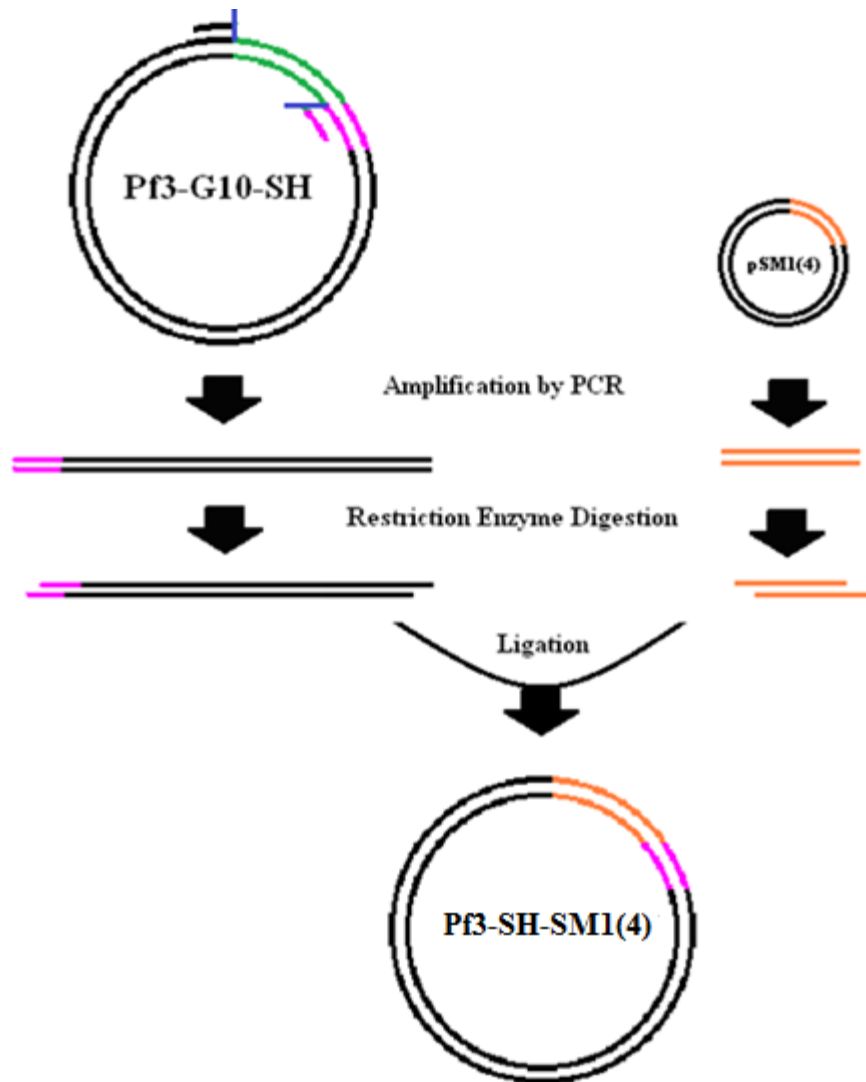 Pf3-G10-SH
pSM1(4)
Amplification by PCR
Restriction Enzyme Digestion
Ligation
Pf3-SH-SM1(4)